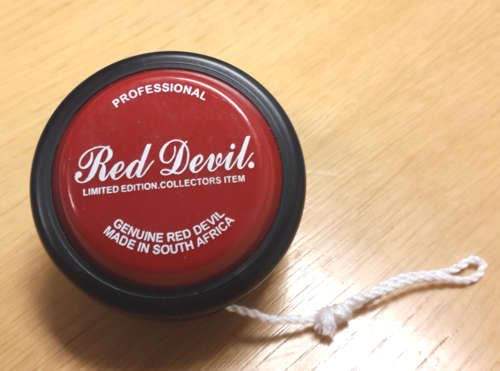 PROFESSIONAL
Red Devil.
LIMITED EDITION.COLLECTORS ITEM
GENUINE RED DEVIL
MADE IN SOUTH AFRICA